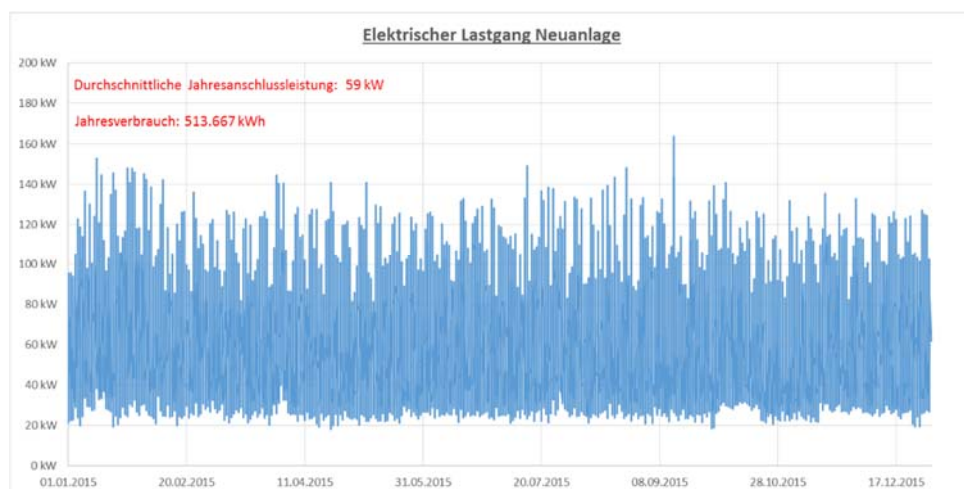 Elektrischer Lastgang Neuanlage
200 kW
Durchschnittliche Jahresanschlussleistung: 59 kW
180 kW
Jahresverbrauch: 513.667 kWh
160 kW
140 kW
120 kW
100 kW
80 kW
60 kW
40 kW
20 kW
0 kW
01.01.2015 20.02.2015 11.04.2015 31.05.2015 20.07.2015 08.09.2015 28.10.2015 17.12.2015